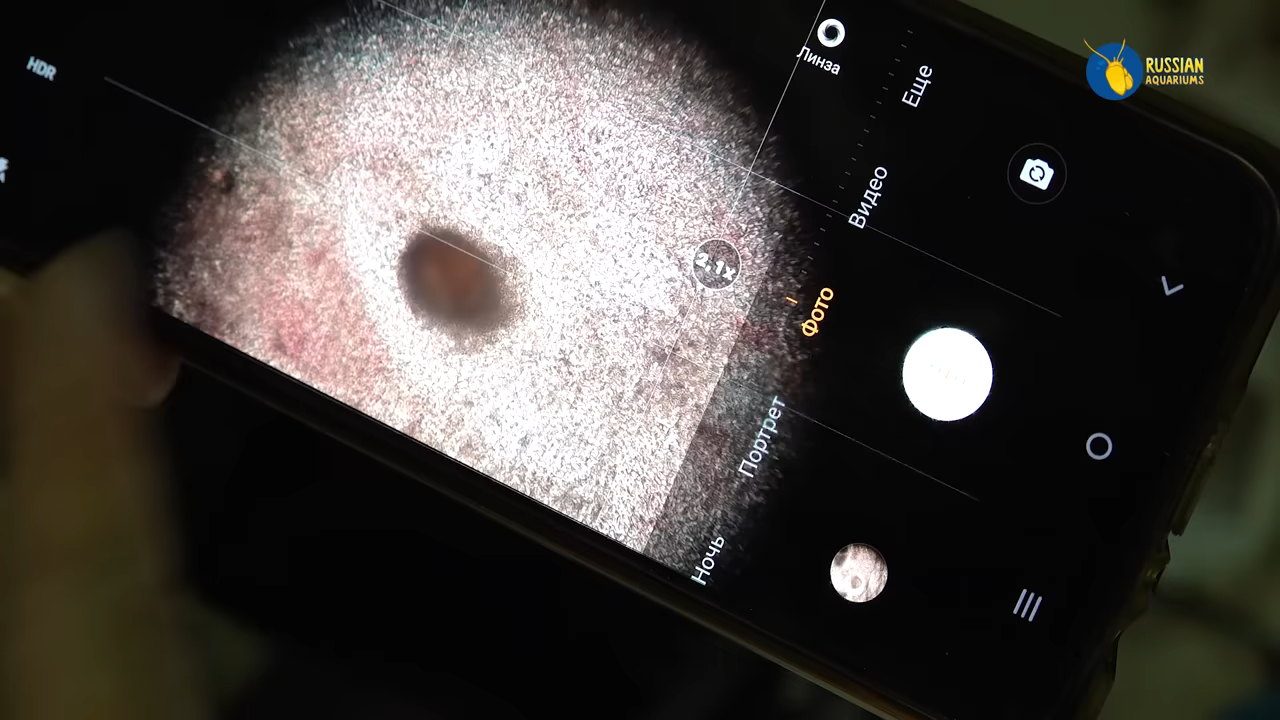 HDR
Линза
Еще
Видео
2.1x
Фото
Портрет
Ночь
RUSSIAN
AQUARIUMS